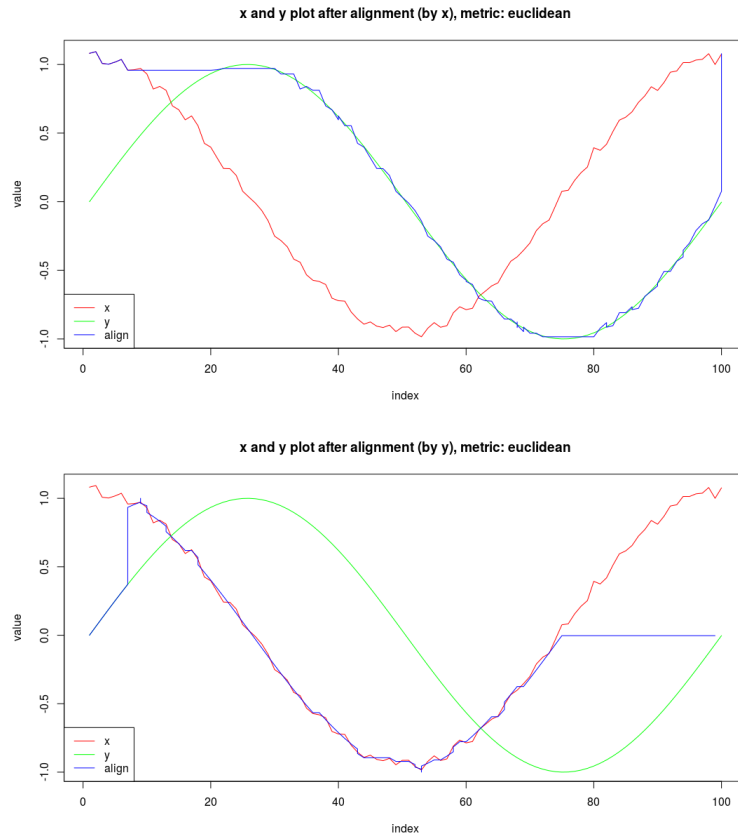 x and y plot after alignment (by x), metric: euclidean
value
1.0
0.5
0.0
-0.5
-1.0
x
y
align
0 20 40 60 80 100
index
x and y plot after alignment (by y), metric: euclidean
value
1.0
0.5
0.0
-0.5
-1.0
x
y
align
0 20 40 60 80 100
index